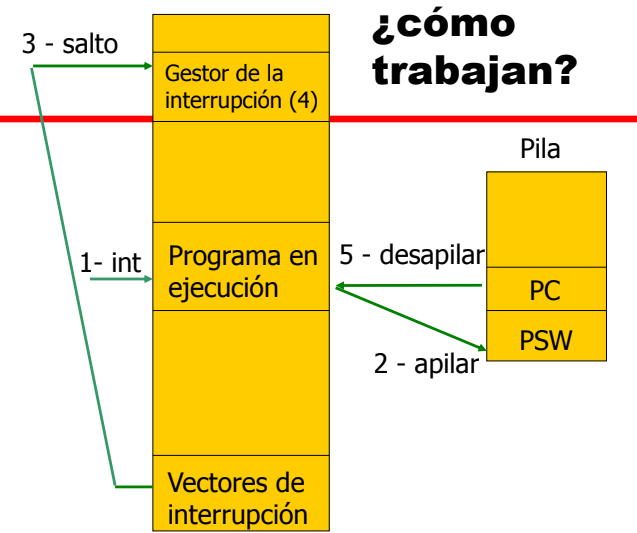 ¿cómo
trabajan?
3 - salto
Gestor de la
interrupción (4)
Pila
1- int
Programa en
ejecución
5 - desapilar
PC
PSW
2 - apilar
Vectores de
interrupción